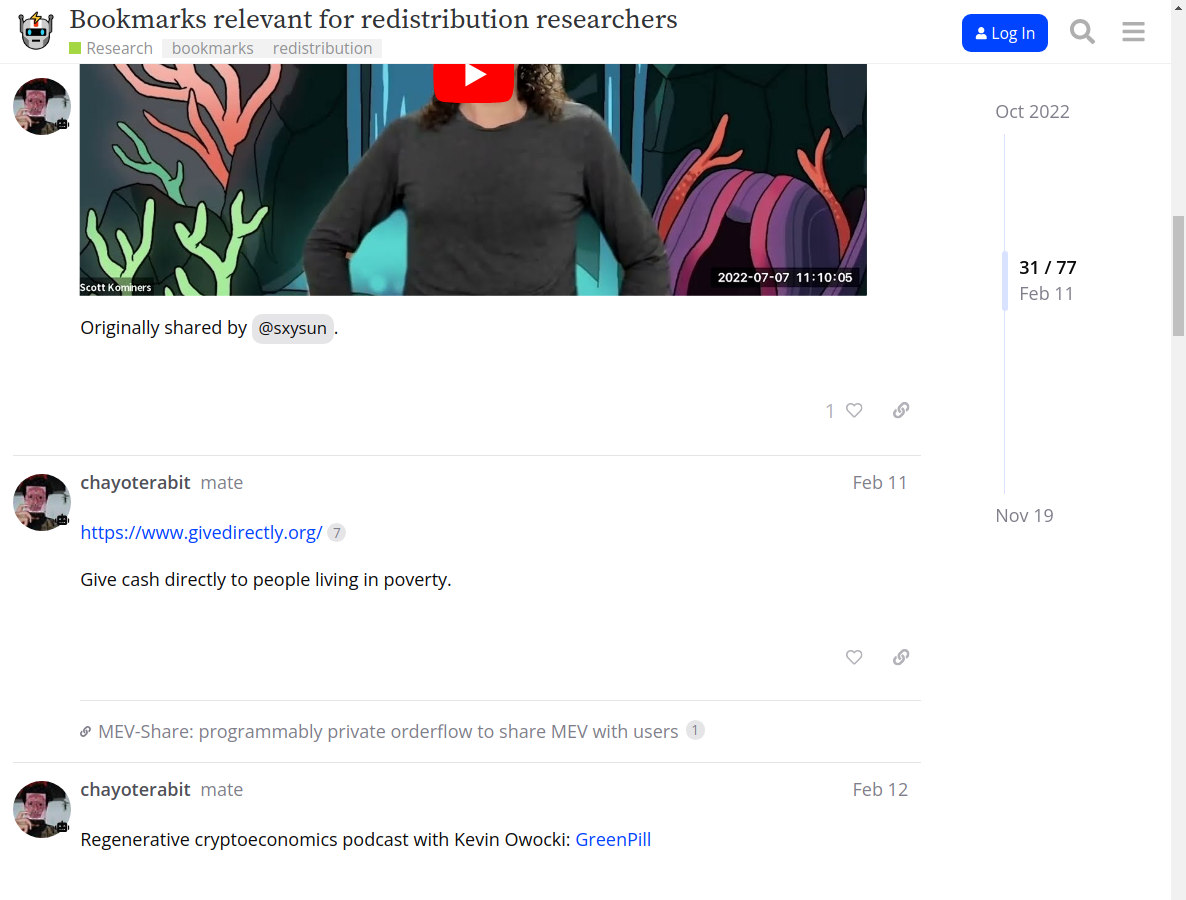 Bookmarks relevant for redistribution researchers
Research bookmarks redistribution
Log In
Scott Kominers
2022-07-07 11:10:05
Originally shared by @sxysun.
1
chayoterabit mate Feb 11
https://www.givedirectly.org/ 7
Give cash directly to people living in poverty.
MEV-Share: programmably private orderflow to share MEV with users 1
chayoterabit mate Feb 12
Regenerative cryptoeconomics podcast with Kevin Owocki: GreenPill
Oct 2022
31 / 77
Feb 11
Nov 19